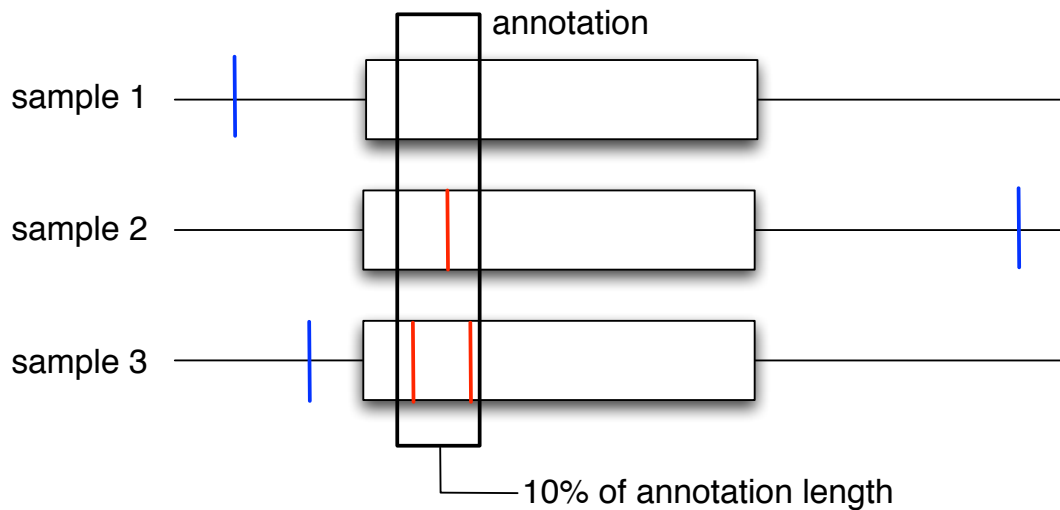 annotation
sample 1
sample 2
sample 3
10% of annotation length